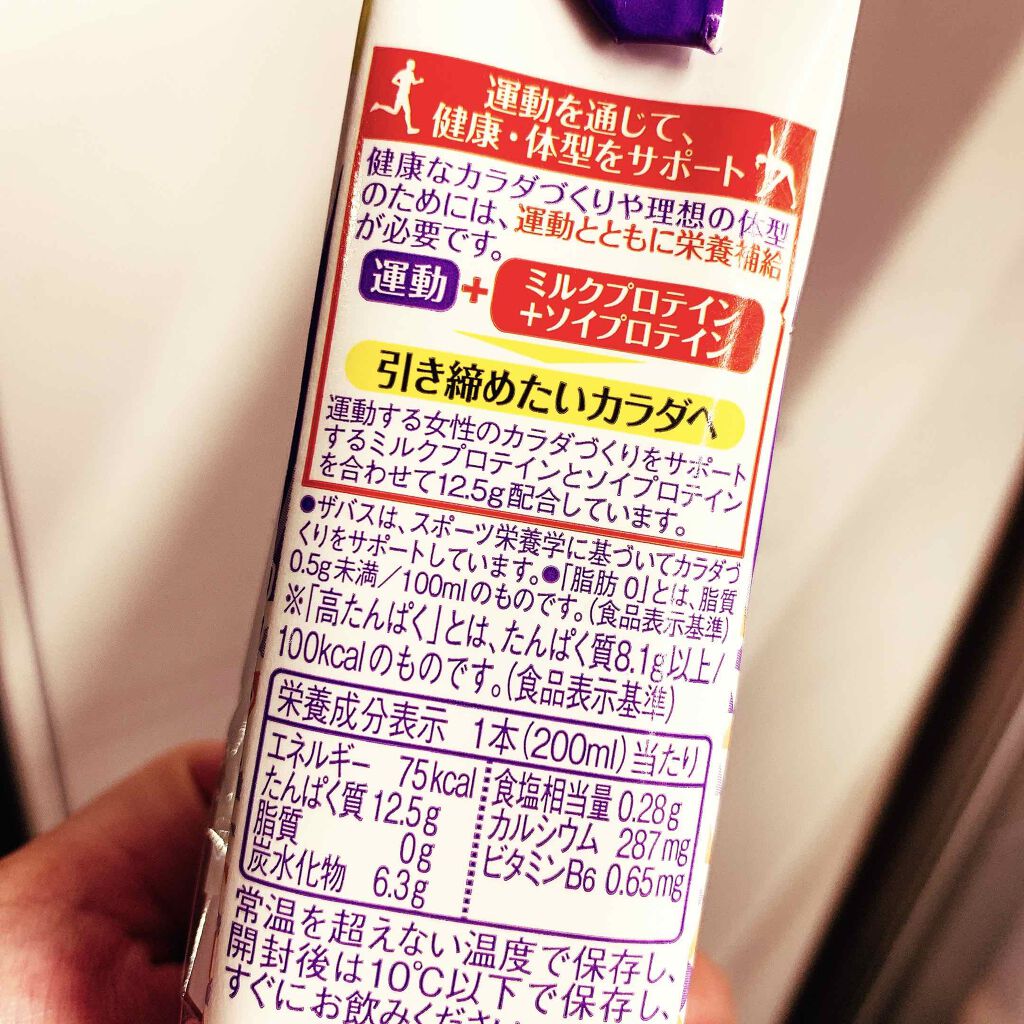 運動を通じて、
健康・体型をサポート
健康なカラダづくりや理想の体型
のためには、運動とともに栄養補給
が必要です。
運動 + ミルクプロテイン
+ソイプロテイン
引き締めたいカラダへ
運動する女性のカラダづくりをサポート
するミルクプロテインとソイプロテイン
を合わせて12.5g配合しています。
●ザバスは、スポーツ栄養学に基づいてカラダづ
くりをサポートしています。●「脂肪 0」とは、脂質
0.5g未満/100mlのものです。(食品表示基準)
※「高たんぱく」とは、たんぱく質8.1g以上/
100kcalのものです。(食品表示基準)
栄養成分表示 1本(200ml)当たり
エネルギー 75kcal
たんぱく質 12.5g
脂質 0g
炭水化物 6.3g
食塩相当量 0.28g
カルシウム 287mg
ビタミンB6 0.65mg
常温を超えない温度で保存し、
開封後は10℃以下で保存し、
すぐにお飲みください